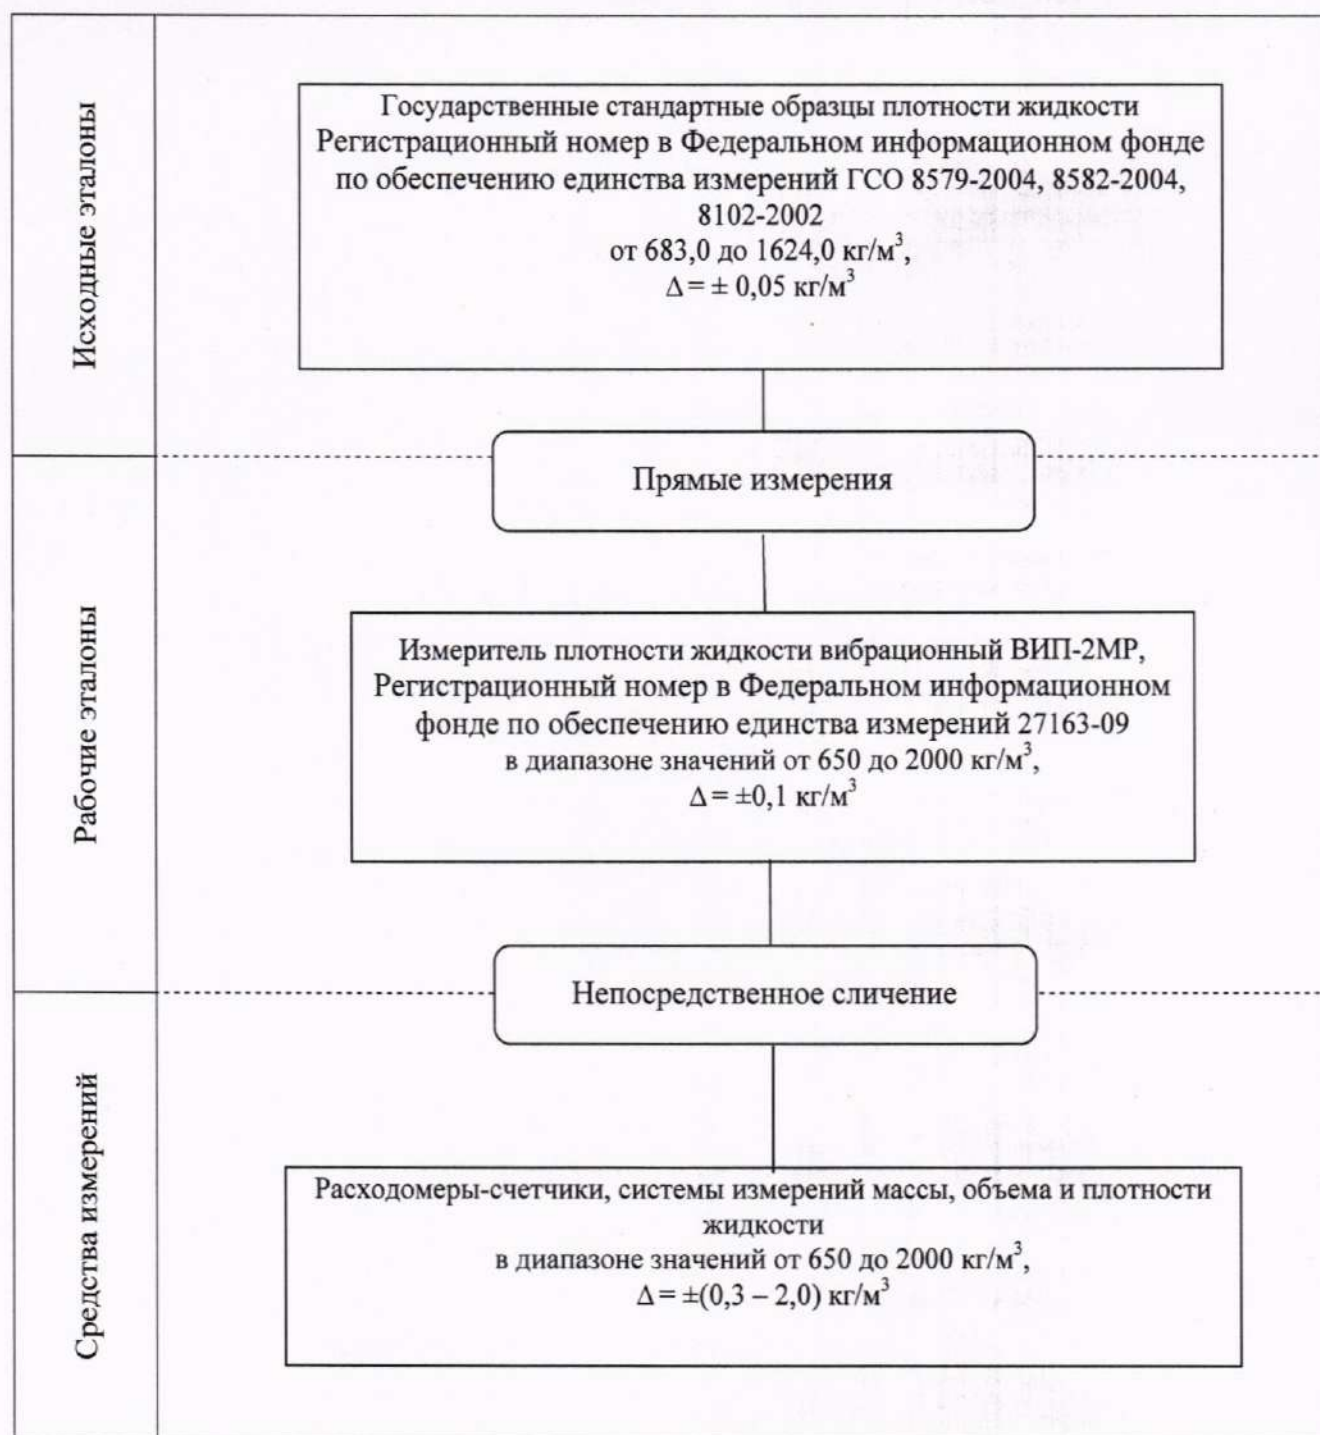 Исходные эталоны
Государственные стандартные образцы плотности жидкости
Регистрационный номер в Федеральном информационном фонде
по обеспечению единства измерений ГСО 8579-2004, 8582-2004,
8102-2002
от 683,0 до 1624,0 кг/м³,
Δ = ± 0,05 кг/м³
Прямые измерения
Рабочие эталоны
Измеритель плотности жидкости вибрационный ВИП-2МР,
Регистрационный номер в Федеральном информационном
фонде по обеспечению единства измерений 27163-09
в диапазоне значений от 650 до 2000 кг/м³,
Δ = ±0,1 кг/м³
Непосредственное сличение
Средства измерений
Расходомеры-счетчики, системы измерений массы, объема и плотности
жидкости
в диапазоне значений от 650 до 2000 кг/м³,
Δ = ±(0,3 – 2,0) кг/м³